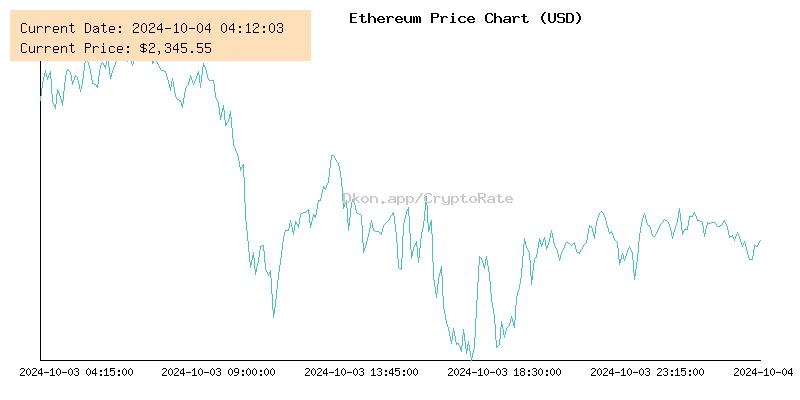 Ethereum Price Chart (USD)
Current Date: 2024-10-04 04:12:03
Current Price: $2,345.55
Okon.app/CryptoRate
2024-10-03 04:15:00 2024-10-03 09:00:00 2024-10-03 13:45:00 2024-10-03 18:30:00 2024-10-03 23:15:00 2024-10-04